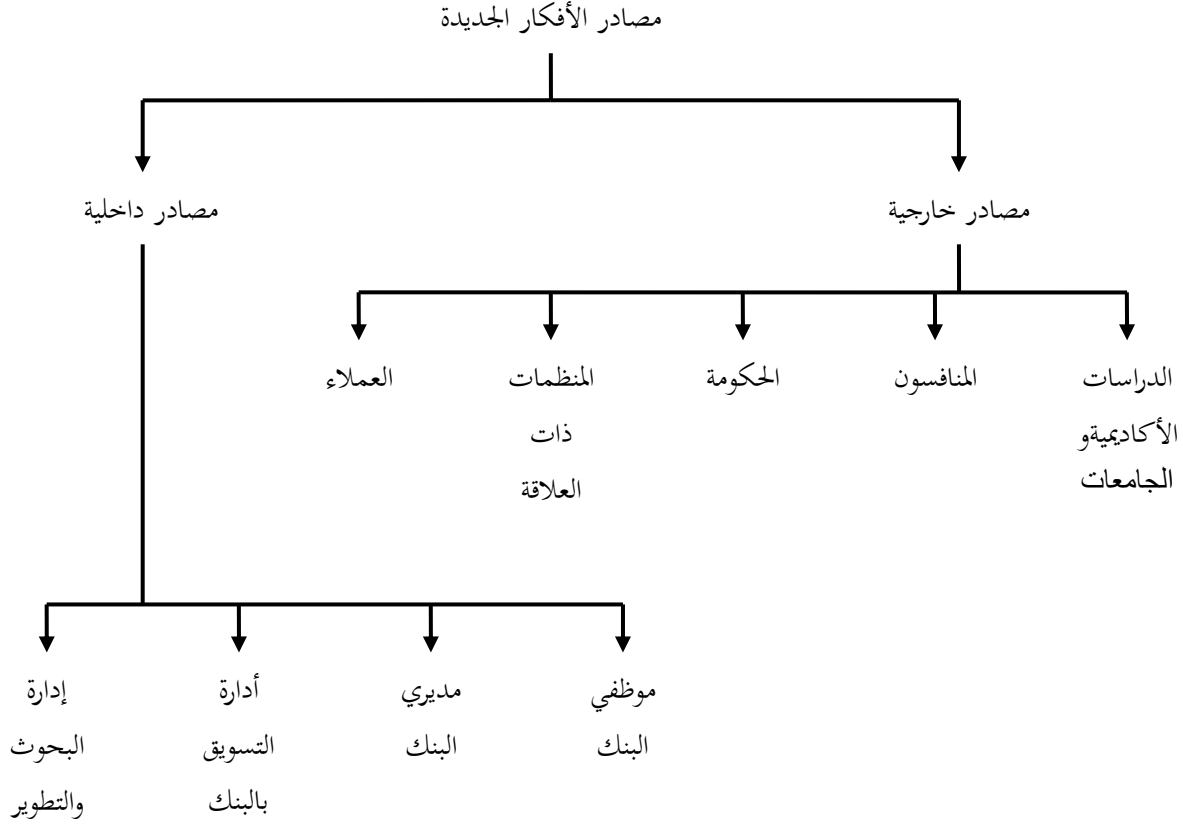 مصادر الأفكار الجديدة
مصادر خارجية
مصادر داخلية
الدراسات
الأكاديميةو
الجامعات
المنافسون
الحكومة
المنظمات
ذات
العلاقة
العملاء
موظفي
البنك
مديري
البنك
أدارة
التسويق
بالبنك
إدارة
البحوث
والتطوير